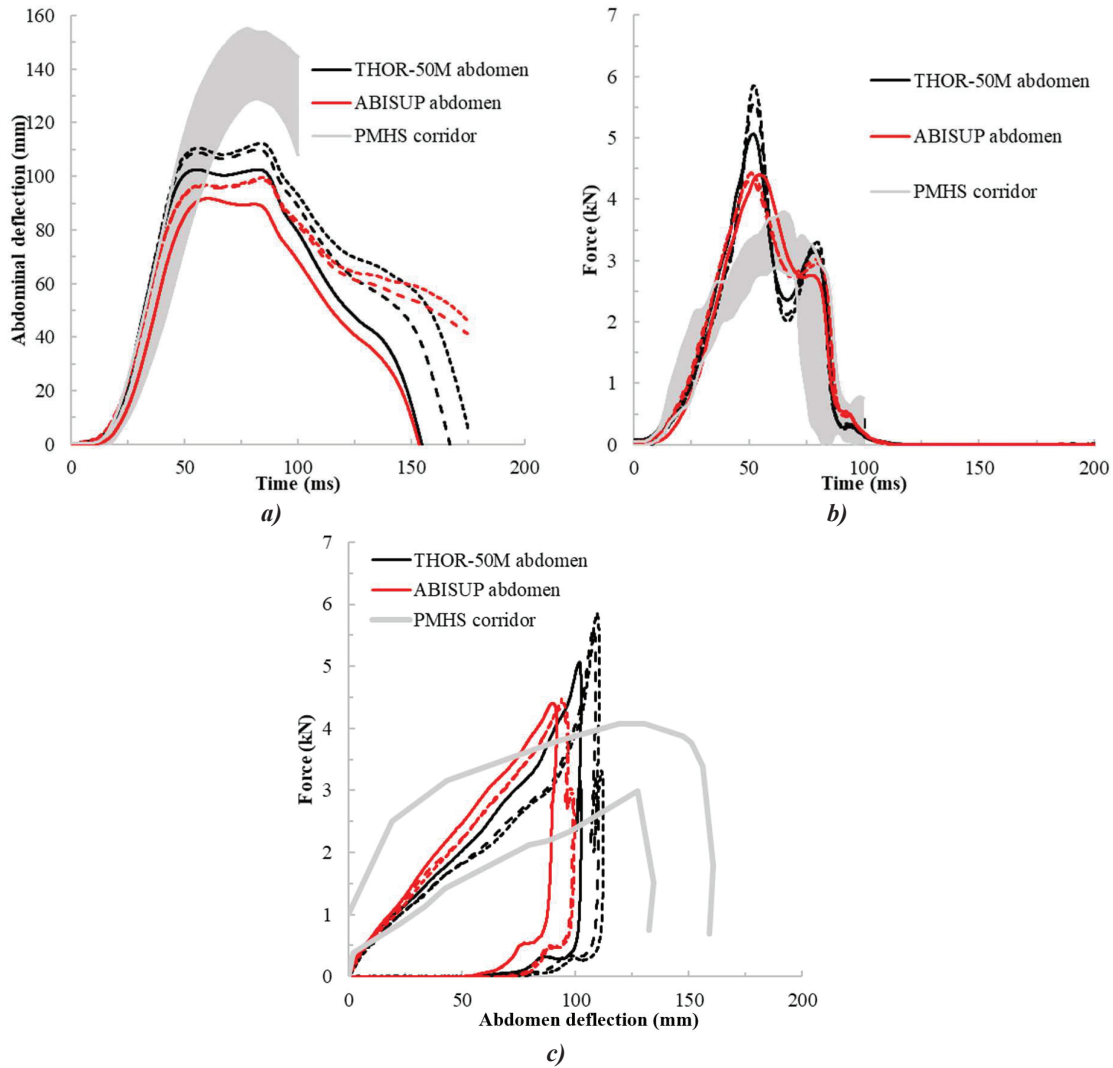 160
140
120
100
80
60
40
20
0
Abdominal deflection (mm)
THOR-50M abdomen
ABISUP abdomen
PMHS corridor
0 50 100 150 200
Time (ms)
a)
7
6
5
4
3
2
1
0
Force (kN)
THOR-50M abdomen
ABISUP abdomen
PMHS corridor
0 50 100 150 200
Time (ms)
b)
7
6
5
4
3
2
1
0
Force (kN)
THOR-50M abdomen
ABISUP abdomen
PMHS corridor
0 50 100 150 200
Abdomen deflection (mm)
c)